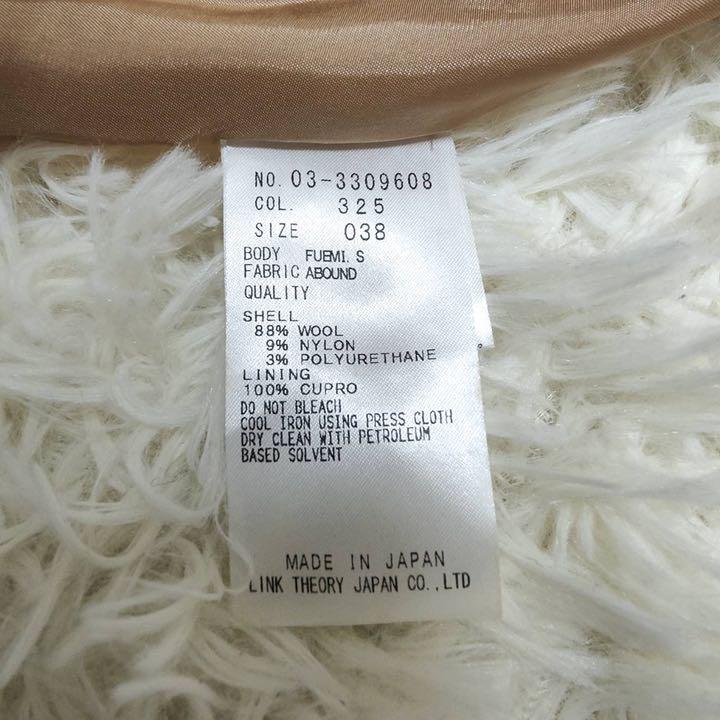 NO. 03-3309608
COL. 325
SIZE 038
BODY FUEMI. S
FABRIC ABOUND
QUALITY
SHELL
88% WOOL
9% NYLON
3% POLYURETHANE
LINING
100% CUPRO
DO NOT BLEACH
COOL IRON USING PRESS CLOTH
DRY CLEAN WITH PETROLEUM
BASED SOLVENT
MADE IN JAPAN
LINK THEORY JAPAN CO.,LTD